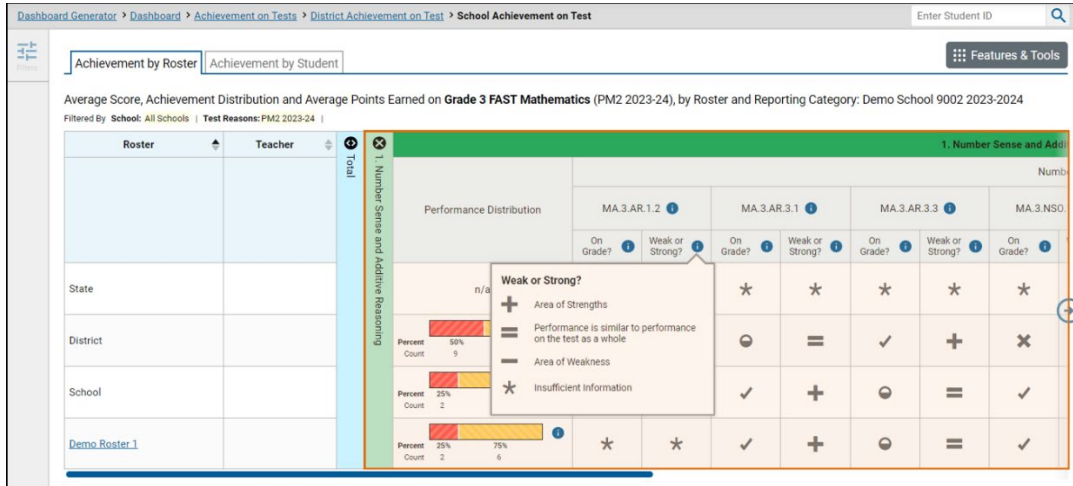 Dashboard Generator > Dashboard > Achievement on Tests > District Achievement on Test > School Achievement on Test
Enter Student ID
Filters
Achievement by Roster
Achievement by Student
Features & Tools
Average Score, Achievement Distribution and Average Points Earned on Grade 3 FAST Mathematics (PM2 2023-24), by Roster and Reporting Category: Demo School 9002 2023-2024
Filtered By School: All Schools | Test Reasons: PM2 2023-24 |
Roster
Teacher
Total
1. Number Sense and Additive Reasoning
1. Number Sense and Addi
Numb
Performance Distribution
MA.3.AR.1.2
MA.3.AR.3.1
MA.3.AR.3.3
MA.3.NSO.
On Grade?
Weak or Strong?
On Grade?
Weak or Strong?
On Grade?
Weak or Strong?
On Grade?
State
n/a
* * * * *
Weak or Strong?
+ Area of Strengths
= Performance is similar to performance
on the test as a whole
− Area of Weakness
* Insufficient Information
District
Percent 50%
Count 9
= ✓ + ✖
School
Percent 25%
Count 2
✓ + = ✓
Demo Roster 1
Percent 25% 75%
Count 2 6
* * ✓ + = ✓